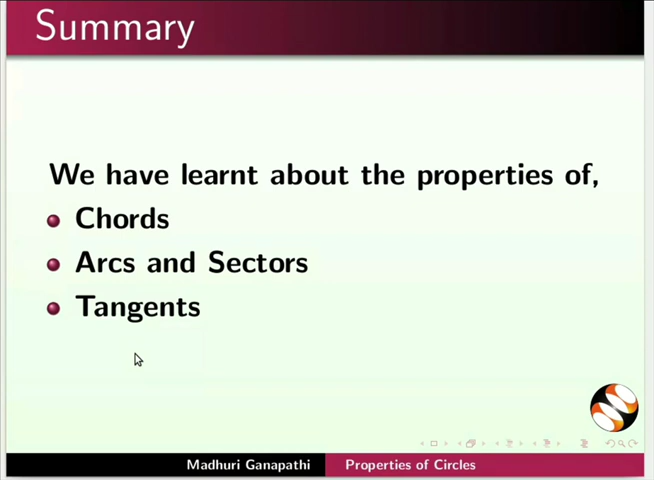 Summary
We have learnt about the properties of,
Chords
Arcs and Sectors
Tangents
Madhuri Ganapathi
Properties of Circles